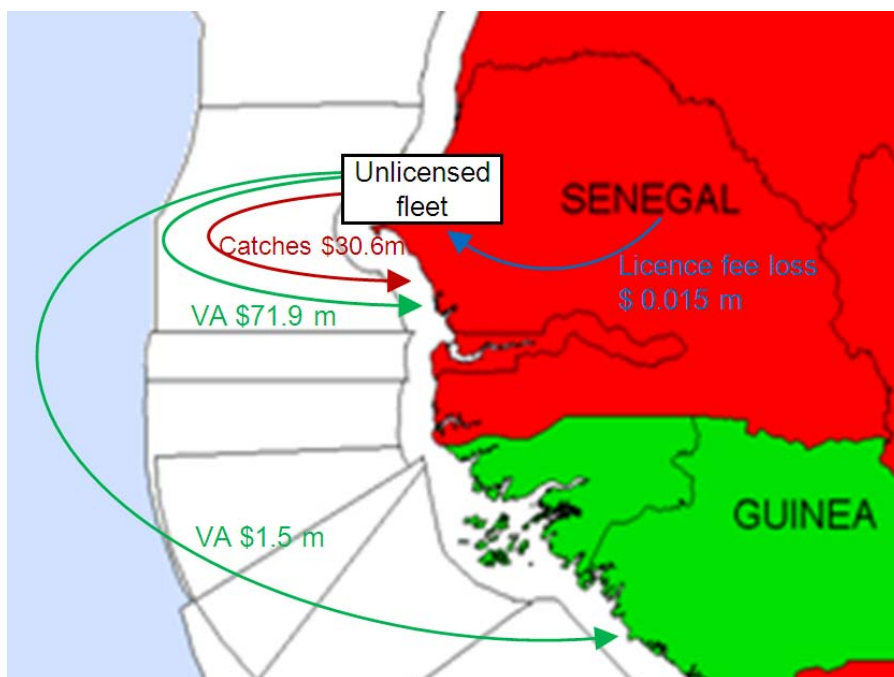 Unlicensed
fleet
SENEGAL
Catches $30.6m
Licence fee loss
$ 0.015 m
VA $71.9 m
GUINEA
VA $1.5 m